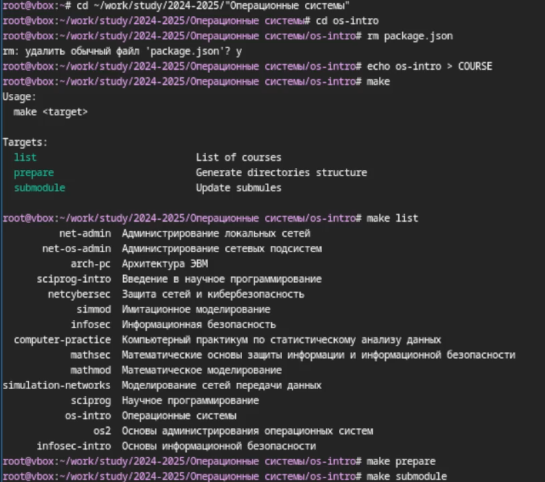 root@vbox:~# cd ~/work/study/2024-2025/"Операционные системы"
root@vbox:~/work/study/2024-2025/Операционные системы# cd os-intro
root@vbox:~/work/study/2024-2025/Операционные системы/os-intro# rm package.json
rm: удалить обычный файл 'package.json'? y
root@vbox:~/work/study/2024-2025/Операционные системы/os-intro# echo os-intro > COURSE
root@vbox:~/work/study/2024-2025/Операционные системы/os-intro# make
Usage:
make <target>
Targets:
list List of courses
prepare Generate directories structure
submodule Update submules
root@vbox:~/work/study/2024-2025/Операционные системы/os-intro# make list
net-admin Администрирование локальных сетей
net-os-admin Администрирование сетевых подсистем
arch-pc Архитектура ЭВМ
sciprog-intro Введение в научное программирование
netcybersec Защита сетей и кибербезопасность
simmod Имитационное моделирование
infosec Информационная безопасность
computer-practice Компьютерный практикум по статистическому анализу данных
mathsec Математические основы защиты информации и информационной безопасности
mathmod Математическое моделирование
simulation-networks Моделирование сетей передачи данных
sciprog Научное программирование
os-intro Операционные системы
os2 Основы администрирования операционных систем
infosec-intro Основы информационной безопасности
root@vbox:~/work/study/2024-2025/Операционные системы/os-intro# make prepare
root@vbox:~/work/study/2024-2025/Операционные системы/os-intro# make submodule